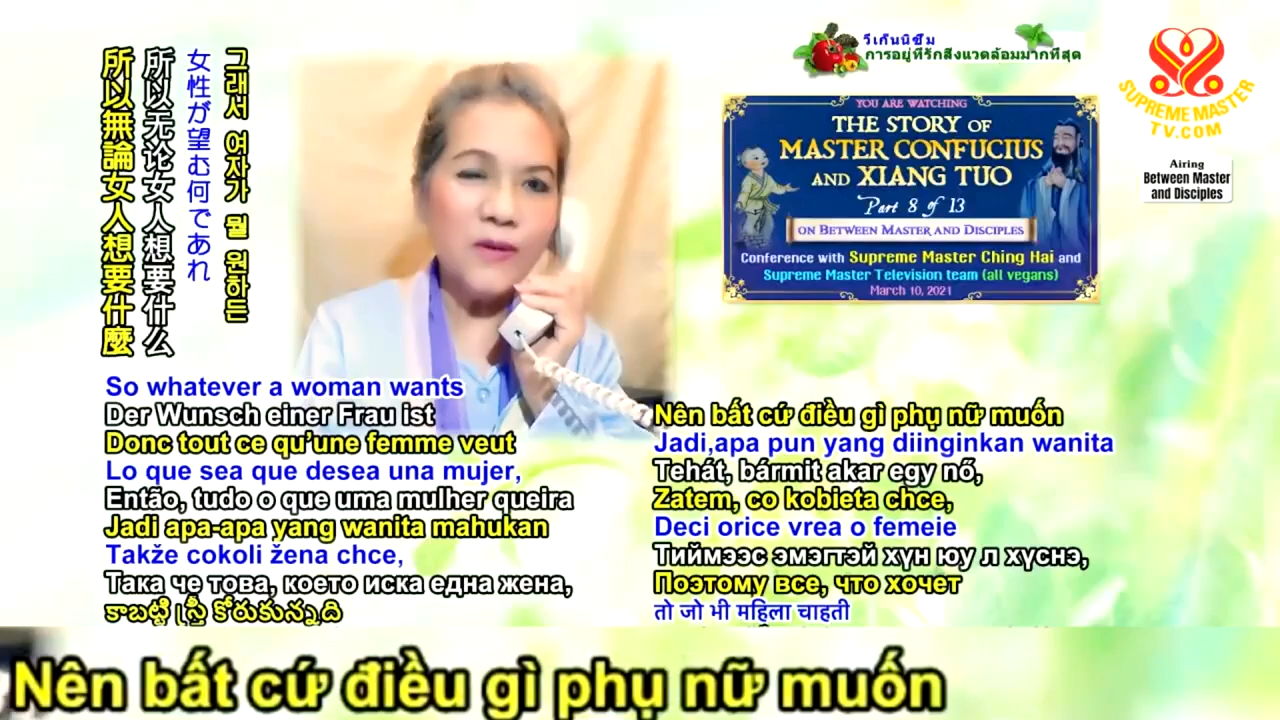 그래서 여자가 뭘 원하든
女性が望む何であれ
所以无论女人想要什么
所以無論女人想要什麼
วีแกนนิซึม
การอยู่ที่รักสิ่งแวดล้อมมากที่สุด
SUPREME MASTER
TV.COM
Airing
Between Master
and Disciples
YOU ARE WATCHING
THE STORY OF
MASTER CONFUCIUS
AND XIANG TUO
Part 8 of 13
ON BETWEEN MASTER AND DISCIPLES
Conference with Supreme Master Ching Hai and
Supreme Master Television team (all vegans)
March 10, 2021
So whatever a woman wants
Der Wunsch einer Frau ist
Donc tout ce qu’une femme veut
Lo que sea que desea una mujer,
Então, tudo o que uma mulher queira
Jadi apa-apa yang wanita mahukan
Takže cokoli žena chce,
Така че това, което иска една жена,
కాబట్టి స్త్రీ కోరుకున్నది
Nên bất cứ điều gì phụ nữ muốn
Jadi,apa pun yang diinginkan wanita
Tehát, bármit akar egy nő,
Zatem, co kobieta chce,
Deci orice vrea o femeie
Тиймээс эмэгтэй хүн юу л хүснэ,
Поэтому все, что хочет
तो जो भी महिला चाहती
Nên bất cứ điều gì phụ nữ muốn